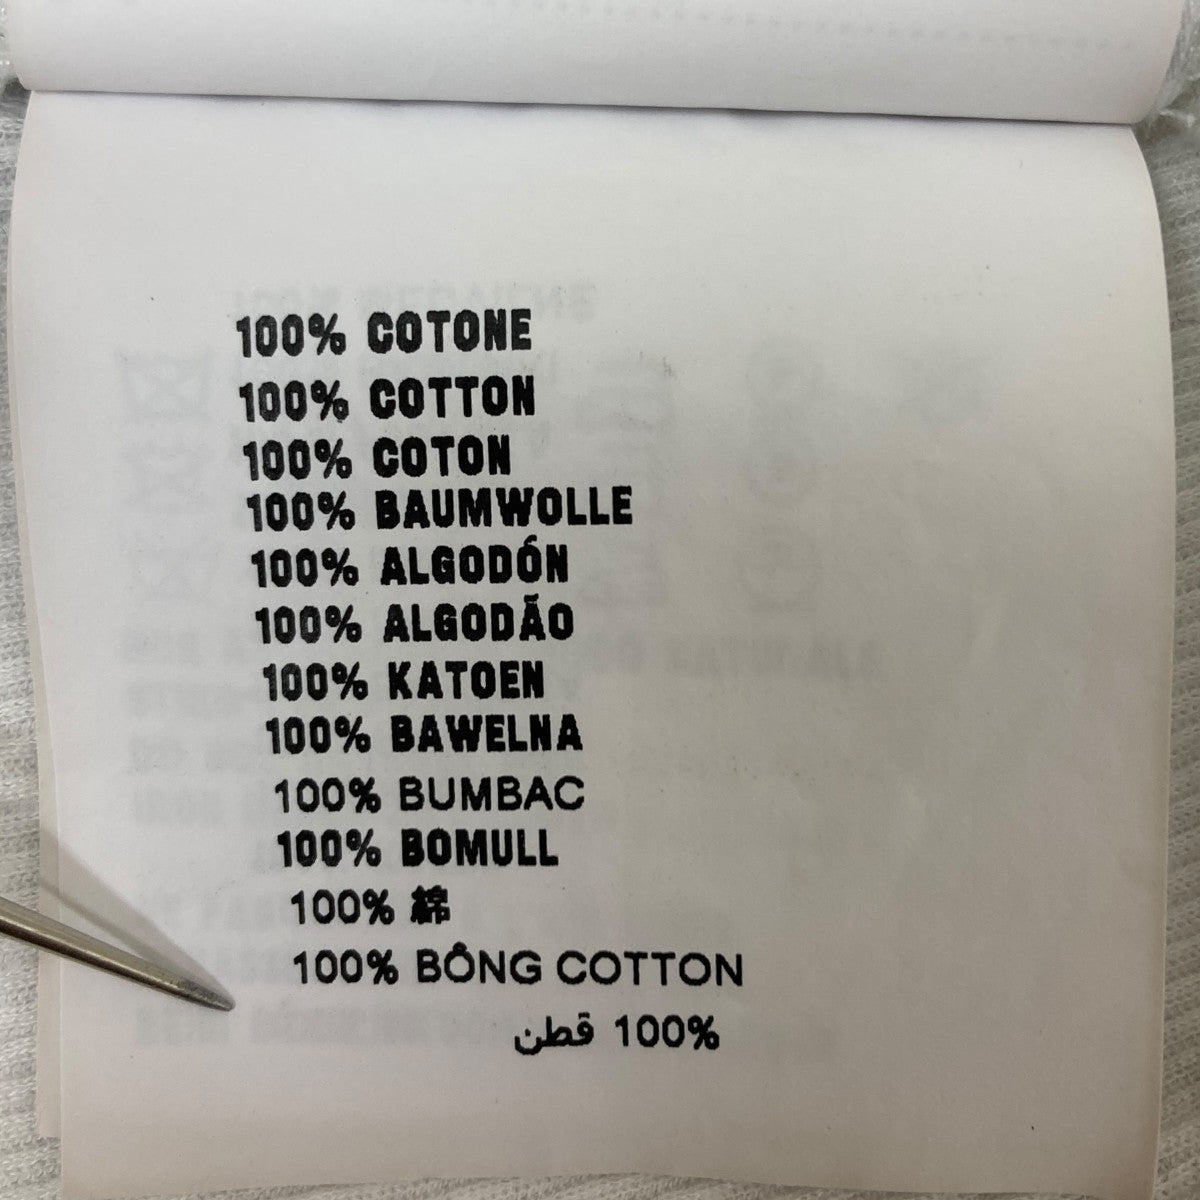 100% COTONE
100% COTTON
100% COTON
100% BAUMWOLLE
100% ALGODÓN
100% ALGODÃO
100% KATOEN
100% BAWELNA
100% BUMBAC
100% BOMULL
100% 綿
100% BÔNG COTTON
100% قطن